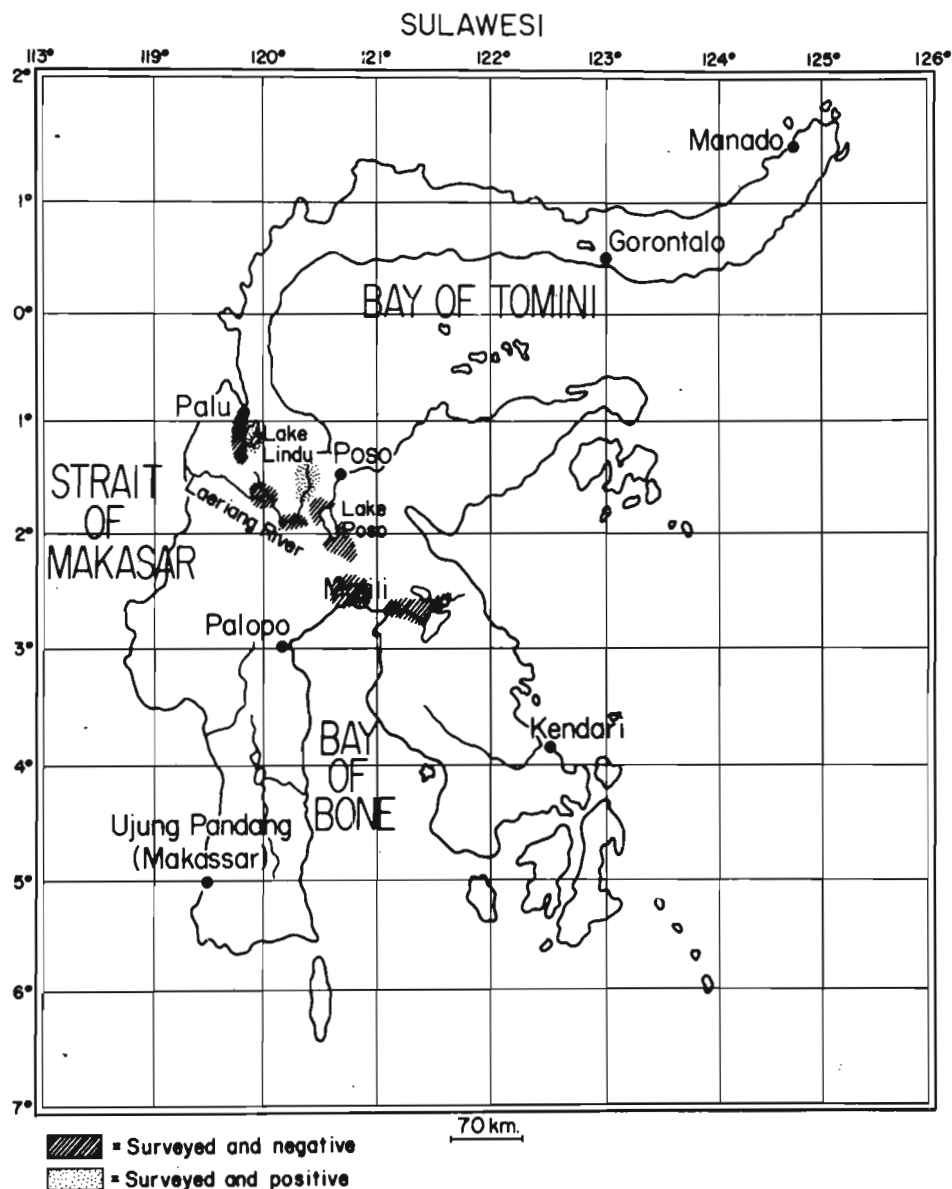 SULAWESI
113° 119° 120° 121° 122° 123° 124° 125° 126°
2°
Manado
1°
Gorontalo
BAY OF TOMINI
0°
Palu
1°
Lake
Lindu
Poso
STRAIT
OF
MAKASAR
Laeriang River
Lake
Poso
2°
Palopo
3°
Kendari
BAY
OF
BONE
4°
Ujung Pandang
(Makassar)
5°
6°
7°
70 km.
= Surveyed and negative
= Surveyed and positive